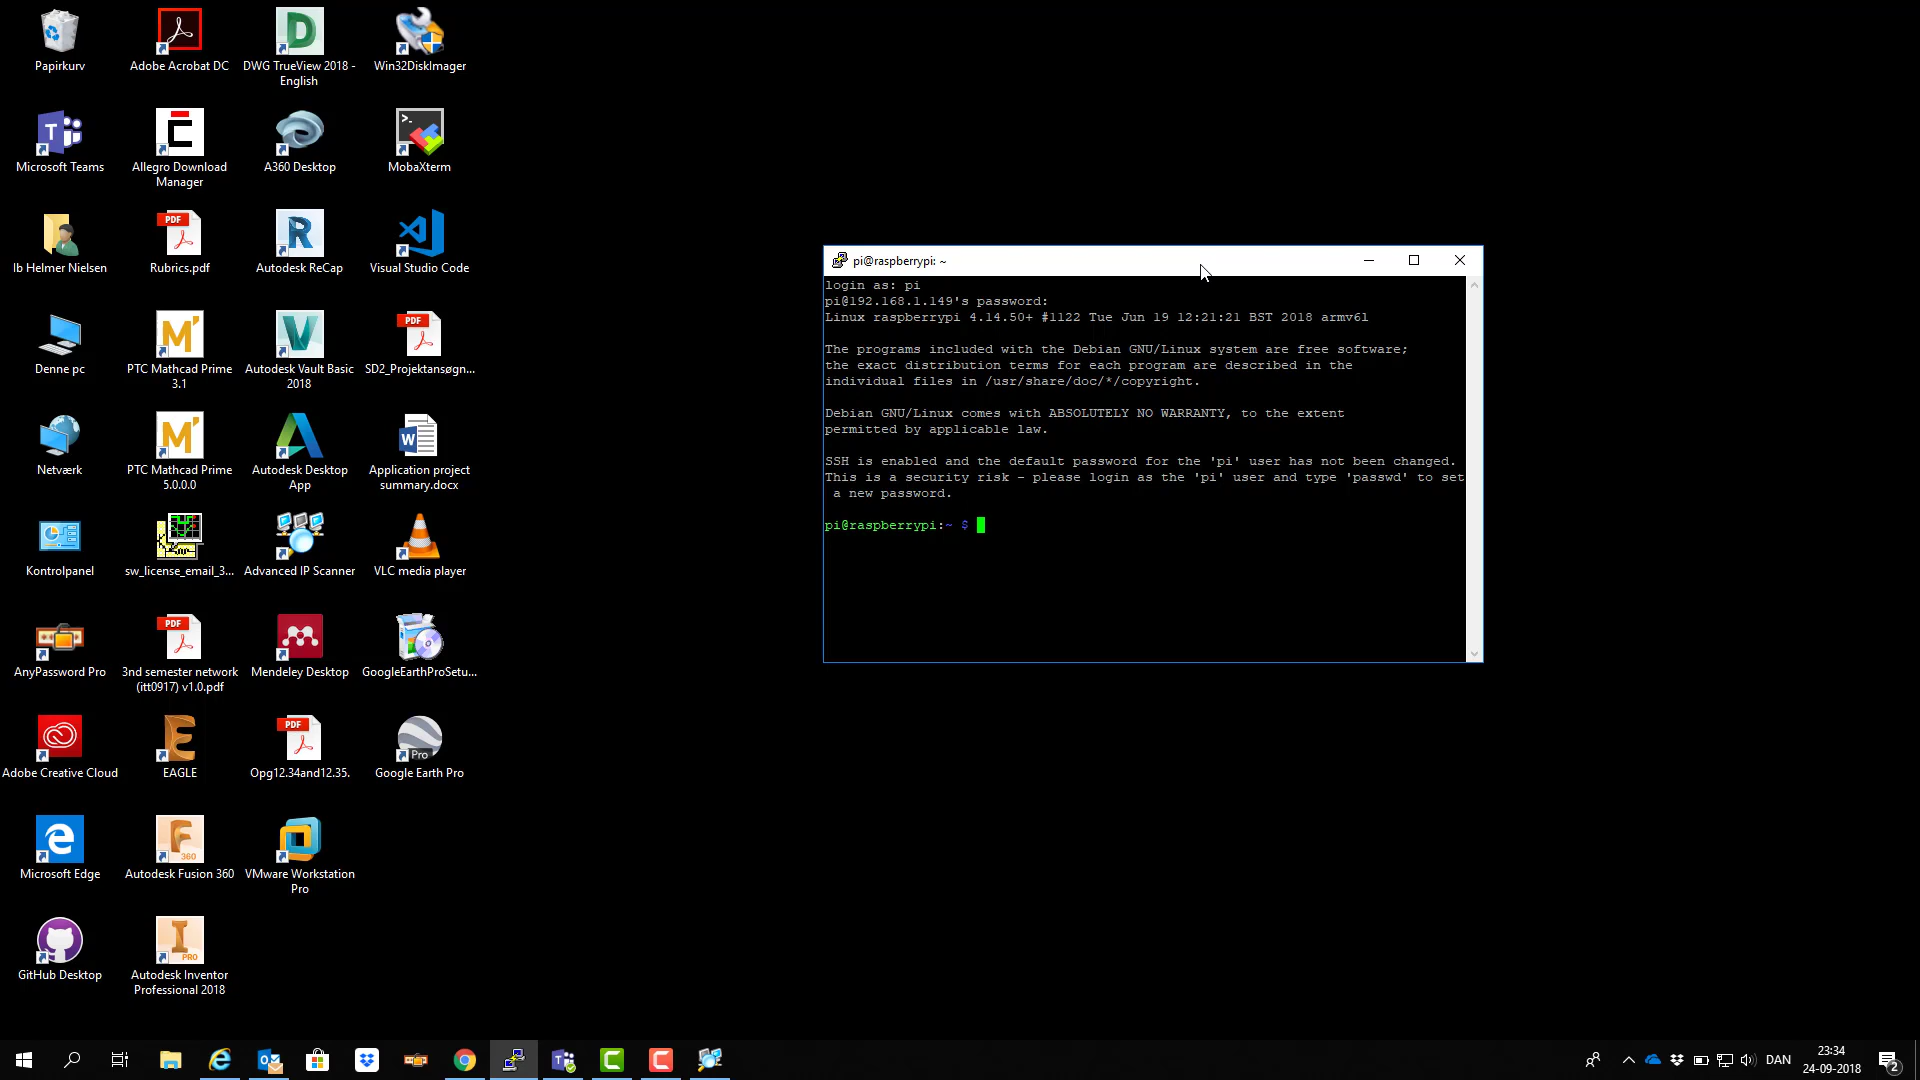 Papirkurv
Adobe Acrobat DC
DWG TrueView 2018 -
English
Win32DiskImager
Microsoft Teams
Allegro Download
Manager
A360 Desktop
MobaXterm
Ib Helmer Nielsen
Rubrics.pdf
Autodesk ReCap
Visual Studio Code
Denne pc
PTC Mathcad Prime
3.1
Autodesk Vault Basic
2018
SD2_Projektansøgn...
Netværk
PTC Mathcad Prime
5.0.0.0
Autodesk Desktop
App
Application project
summary.docx
Kontrolpanel
sw_license_email_3...
Advanced IP Scanner
VLC media player
AnyPassword Pro
3nd semester network
(itt0917) v1.0.pdf
Mendeley Desktop
GoogleEarthProSetu...
Adobe Creative Cloud
EAGLE
Opg12.34and12.35.
Google Earth Pro
Microsoft Edge
Autodesk Fusion 360
VMware Workstation
Pro
GitHub Desktop
Autodesk Inventor
Professional 2018
pi@raspberrypi: ~
login as: pi
pi@192.168.1.149's password:
Linux raspberrypi 4.14.50+ #1122 Tue Jun 19 12:21:21 BST 2018 armv6l
The programs included with the Debian GNU/Linux system are free software;
the exact distribution terms for each program are described in the
individual files in /usr/share/doc/*/copyright.
Debian GNU/Linux comes with ABSOLUTELY NO WARRANTY, to the extent
permitted by applicable law.
SSH is enabled and the default password for the 'pi' user has not been changed.
This is a security risk - please login as the 'pi' user and type 'passwd' to set
a new password.
pi@raspberrypi:~ $
DAN
23:34
24-09-2018
2